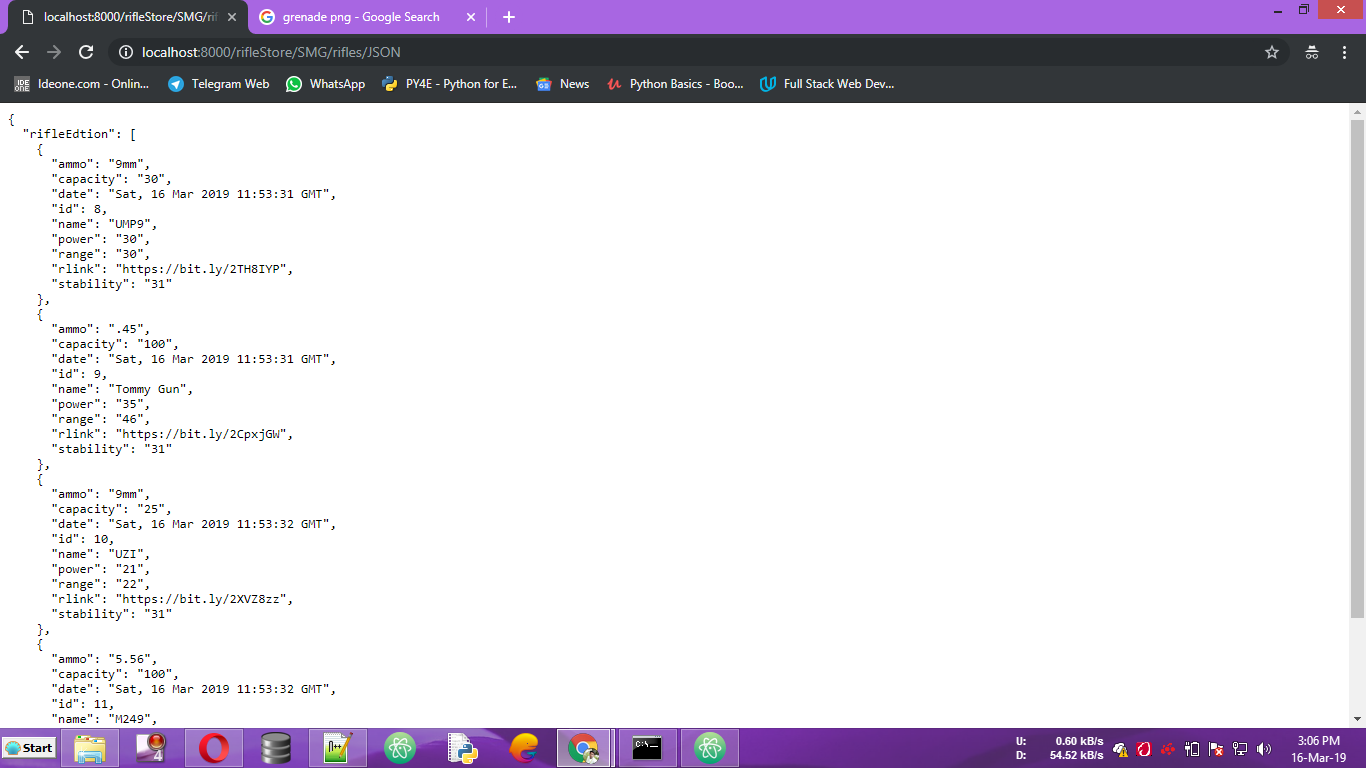 localhost:8000/rifleStore/SMG/rif
grenade png - Google Search
localhost:8000/rifleStore/SMG/rifles/JSON
IDE ONE
Ideone.com - Onlin...
Telegram Web
WhatsApp
PY4E - Python for E...
News
Python Basics - Boo...
Full Stack Web Dev...
{
"rifleEdtion": [
{
"ammo": "9mm",
"capacity": "30",
"date": "Sat, 16 Mar 2019 11:53:31 GMT",
"id": 8,
"name": "UMP9",
"power": "30",
"range": "30",
"rlink": "https://bit.ly/2TH8IYP",
"stability": "31"
},
{
"ammo": ".45",
"capacity": "100",
"date": "Sat, 16 Mar 2019 11:53:31 GMT",
"id": 9,
"name": "Tommy Gun",
"power": "35",
"range": "46",
"rlink": "https://bit.ly/2CpxjGW",
"stability": "31"
},
{
"ammo": "9mm",
"capacity": "25",
"date": "Sat, 16 Mar 2019 11:53:32 GMT",
"id": 10,
"name": "UZI",
"power": "21",
"range": "22",
"rlink": "https://bit.ly/2XVZ8zz",
"stability": "31"
},
{
"ammo": "5.56",
"capacity": "100",
"date": "Sat, 16 Mar 2019 11:53:32 GMT",
"id": 11,
"name": "M249",
Start
4
C:\_
U: 0.60 kB/s
D: 54.52 kB/s
3:06 PM
16-Mar-19